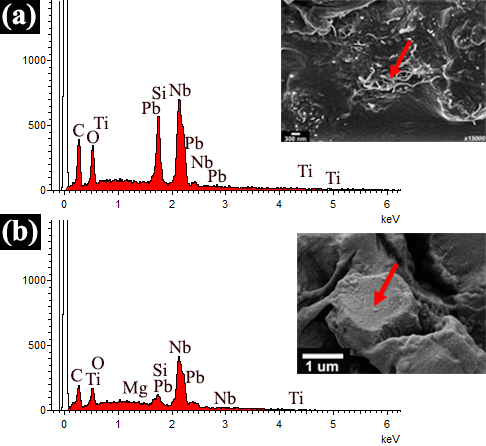 (a)
1000
500
0
C
O
Ti
Pb
Si
Nb
Pb
Nb
Pb
Ti
Ti
0 1 2 3 4 5 6
keV
300 nm x15000
(b)
1000
500
0
C
Ti
O
Mg
Si
Pb
Nb
Pb
Nb
Ti
0 1 2 3 4 5 6
keV
1 um